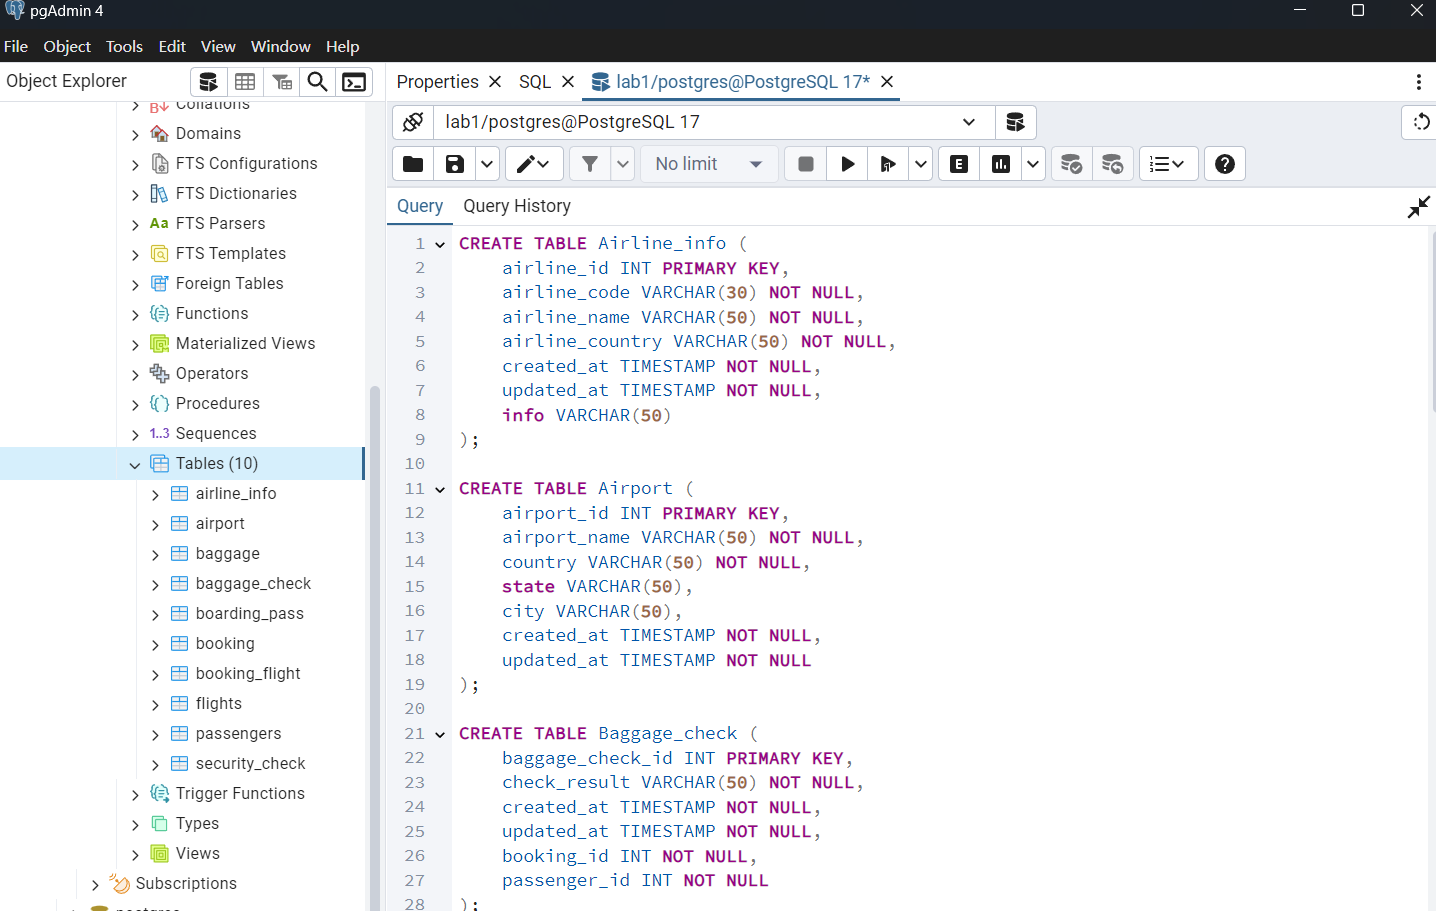 pgAdmin 4
File Object Tools Edit View Window Help
Object Explorer
Properties SQL lab1/postgres@PostgreSQL 17*
lab1/postgres@PostgreSQL 17
No limit
E
Query Query History
Collations
Domains
FTS Configurations
FTS Dictionaries
Aa FTS Parsers
FTS Templates
Foreign Tables
Functions
Materialized Views
Operators
Procedures
1..3 Sequences
Tables (10)
airline_info
airport
baggage
baggage_check
boarding_pass
booking
booking_flight
flights
passengers
security_check
Trigger Functions
Types
Views
Subscriptions
postgres
1 CREATE TABLE Airline_info (
2 airline_id INT PRIMARY KEY,
3 airline_code VARCHAR(30) NOT NULL,
4 airline_name VARCHAR(50) NOT NULL,
5 airline_country VARCHAR(50) NOT NULL,
6 created_at TIMESTAMP NOT NULL,
7 updated_at TIMESTAMP NOT NULL,
8 info VARCHAR(50)
9 );
10
11 CREATE TABLE Airport (
12 airport_id INT PRIMARY KEY,
13 airport_name VARCHAR(50) NOT NULL,
14 country VARCHAR(50) NOT NULL,
15 state VARCHAR(50),
16 city VARCHAR(50),
17 created_at TIMESTAMP NOT NULL,
18 updated_at TIMESTAMP NOT NULL
19 );
20
21 CREATE TABLE Baggage_check (
22 baggage_check_id INT PRIMARY KEY,
23 check_result VARCHAR(50) NOT NULL,
24 created_at TIMESTAMP NOT NULL,
25 updated_at TIMESTAMP NOT NULL,
26 booking_id INT NOT NULL,
27 passenger_id INT NOT NULL
28 );